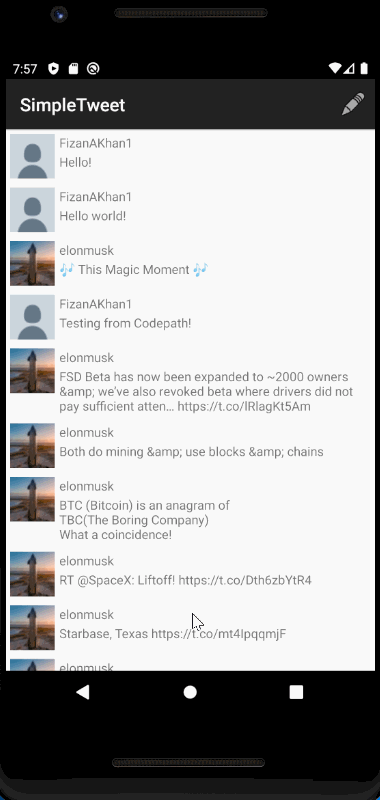 7:57
SimpleTweet
FizanAKhan1
Hello!
FizanAKhan1
Hello world!
elonmusk
🎶 This Magic Moment 🎶
FizanAKhan1
Testing from Codepath!
elonmusk
FSD Beta has now been expanded to ~2000 owners
&amp; we've also revoked beta where drivers did not
pay sufficient atten… https://t.co/lRlagKt5Am
elonmusk
Both do mining &amp; use blocks &amp; chains
elonmusk
BTC (Bitcoin) is an anagram of
TBC(The Boring Company)
What a coincidence!
elonmusk
RT @SpaceX: Liftoff! https://t.co/Dth6zbYtR4
elonmusk
Starbase, Texas https://t.co/mt4IpqqmjF
elonmusk